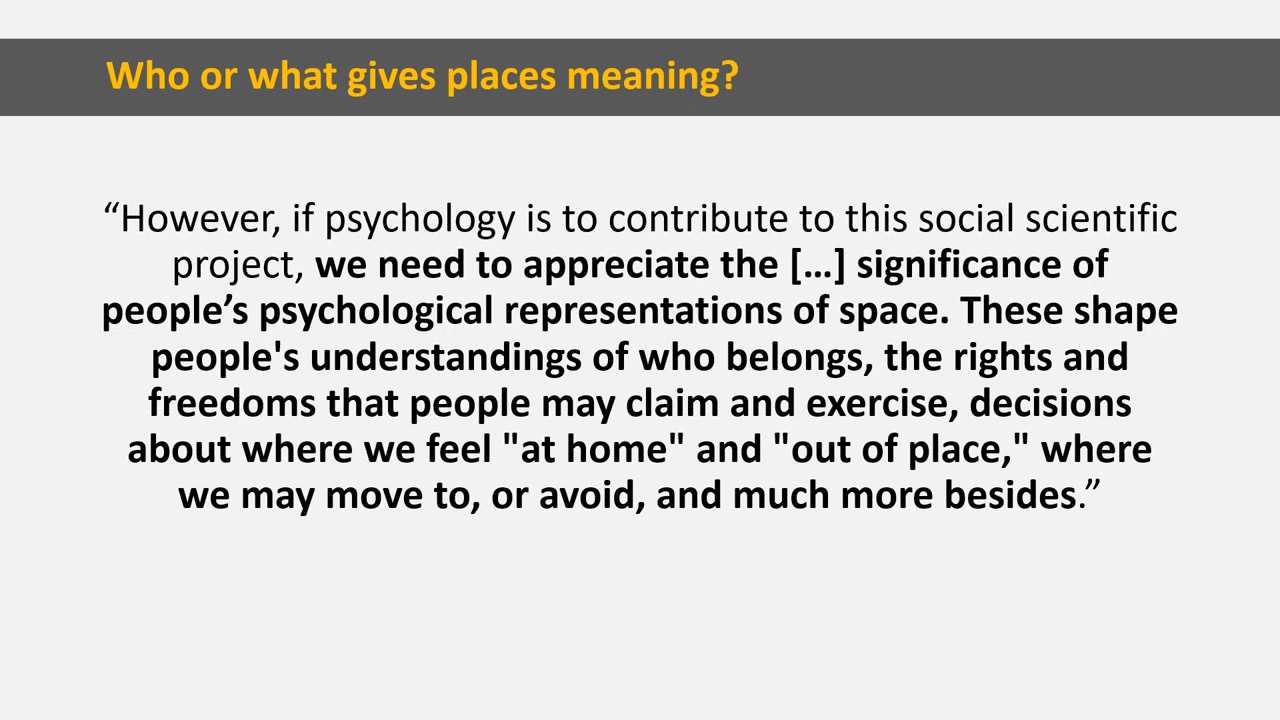 Who or what gives places meaning?
“However, if psychology is to contribute to this social scientific
project, we need to appreciate the […] significance of
people’s psychological representations of space. These shape
people's understandings of who belongs, the rights and
freedoms that people may claim and exercise, decisions
about where we feel "at home" and "out of place," where
we may move to, or avoid, and much more besides.”